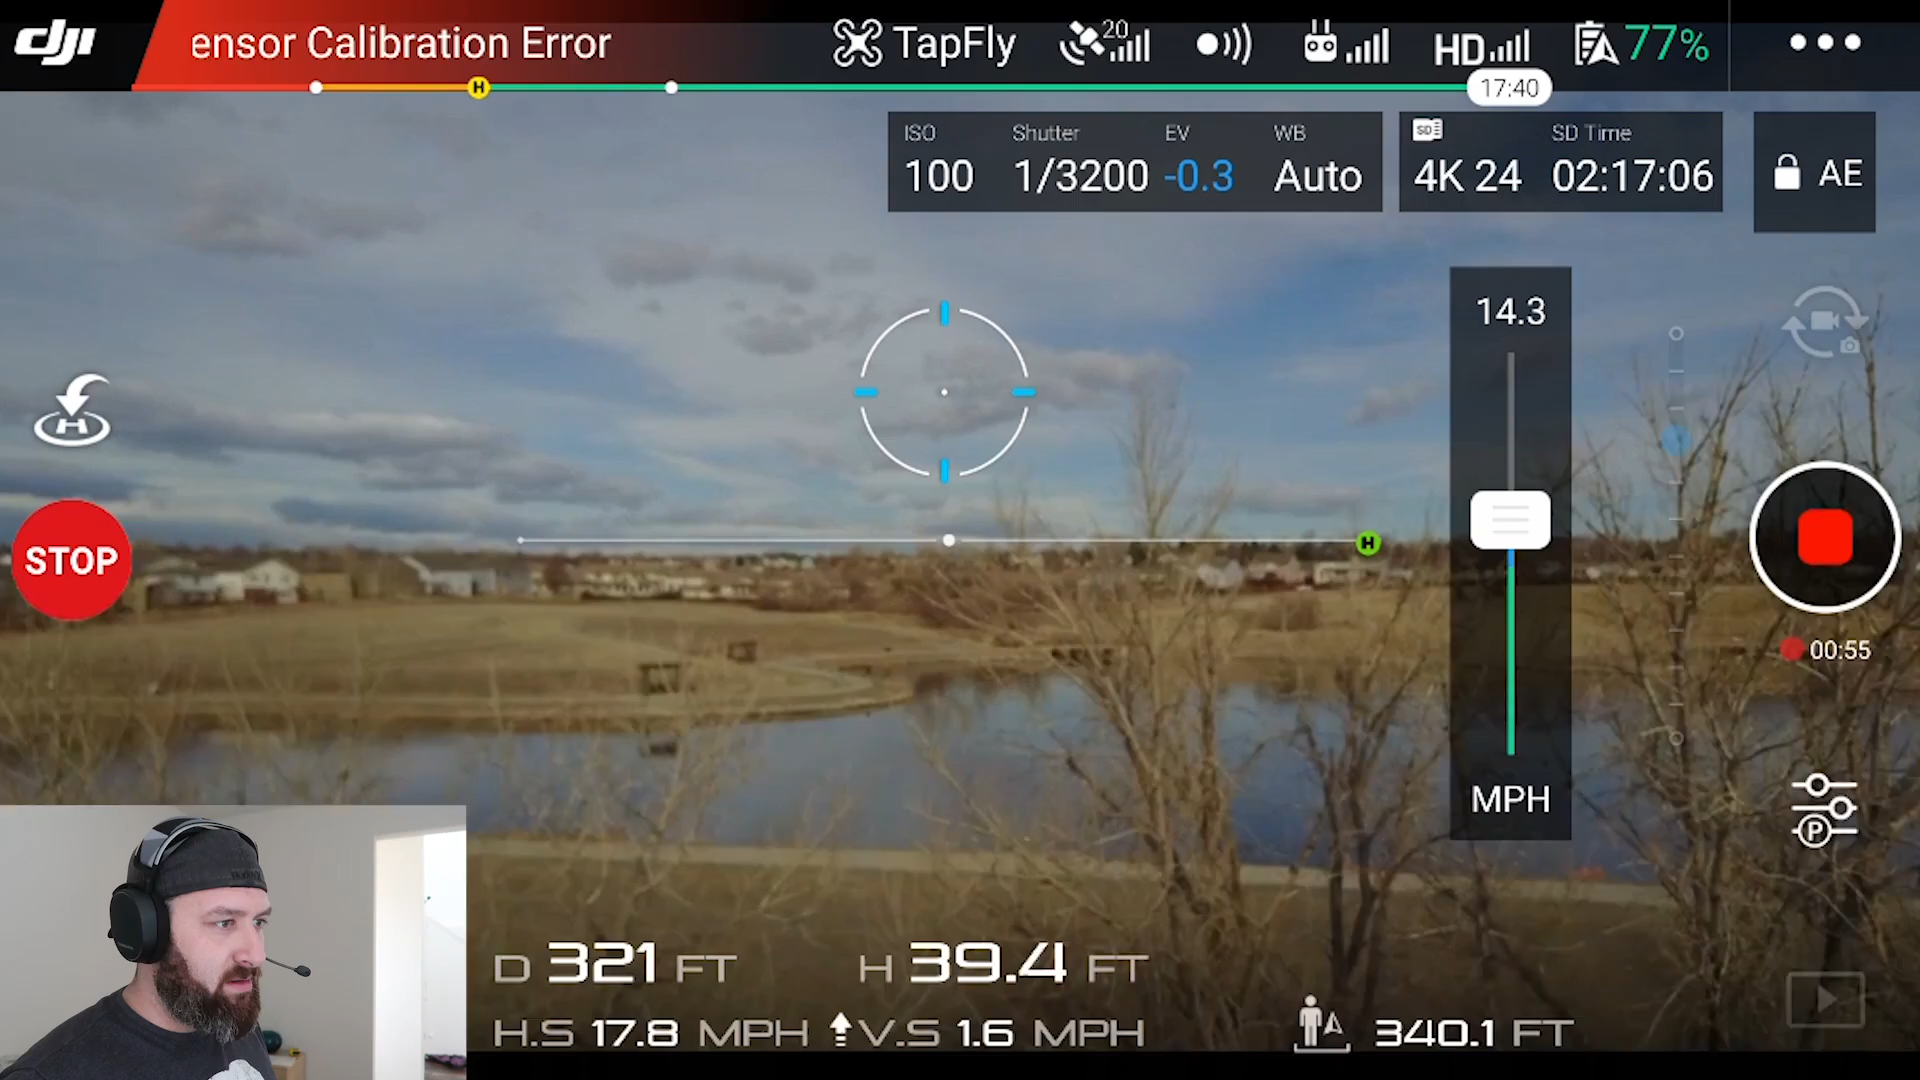 dji
ensor Calibration Error
TapFly
20
HD
77%
H
17:40
ISO
Shutter
EV
WB
100
1/3200
-0.3
Auto
SD
SD Time
4K 24
02:17:06
AE
14.3
H
STOP
H
MPH
00:55
P
D 321 FT
H 39.4 FT
H.S 17.8 MPH
V.S 1.6 MPH
340.1 FT